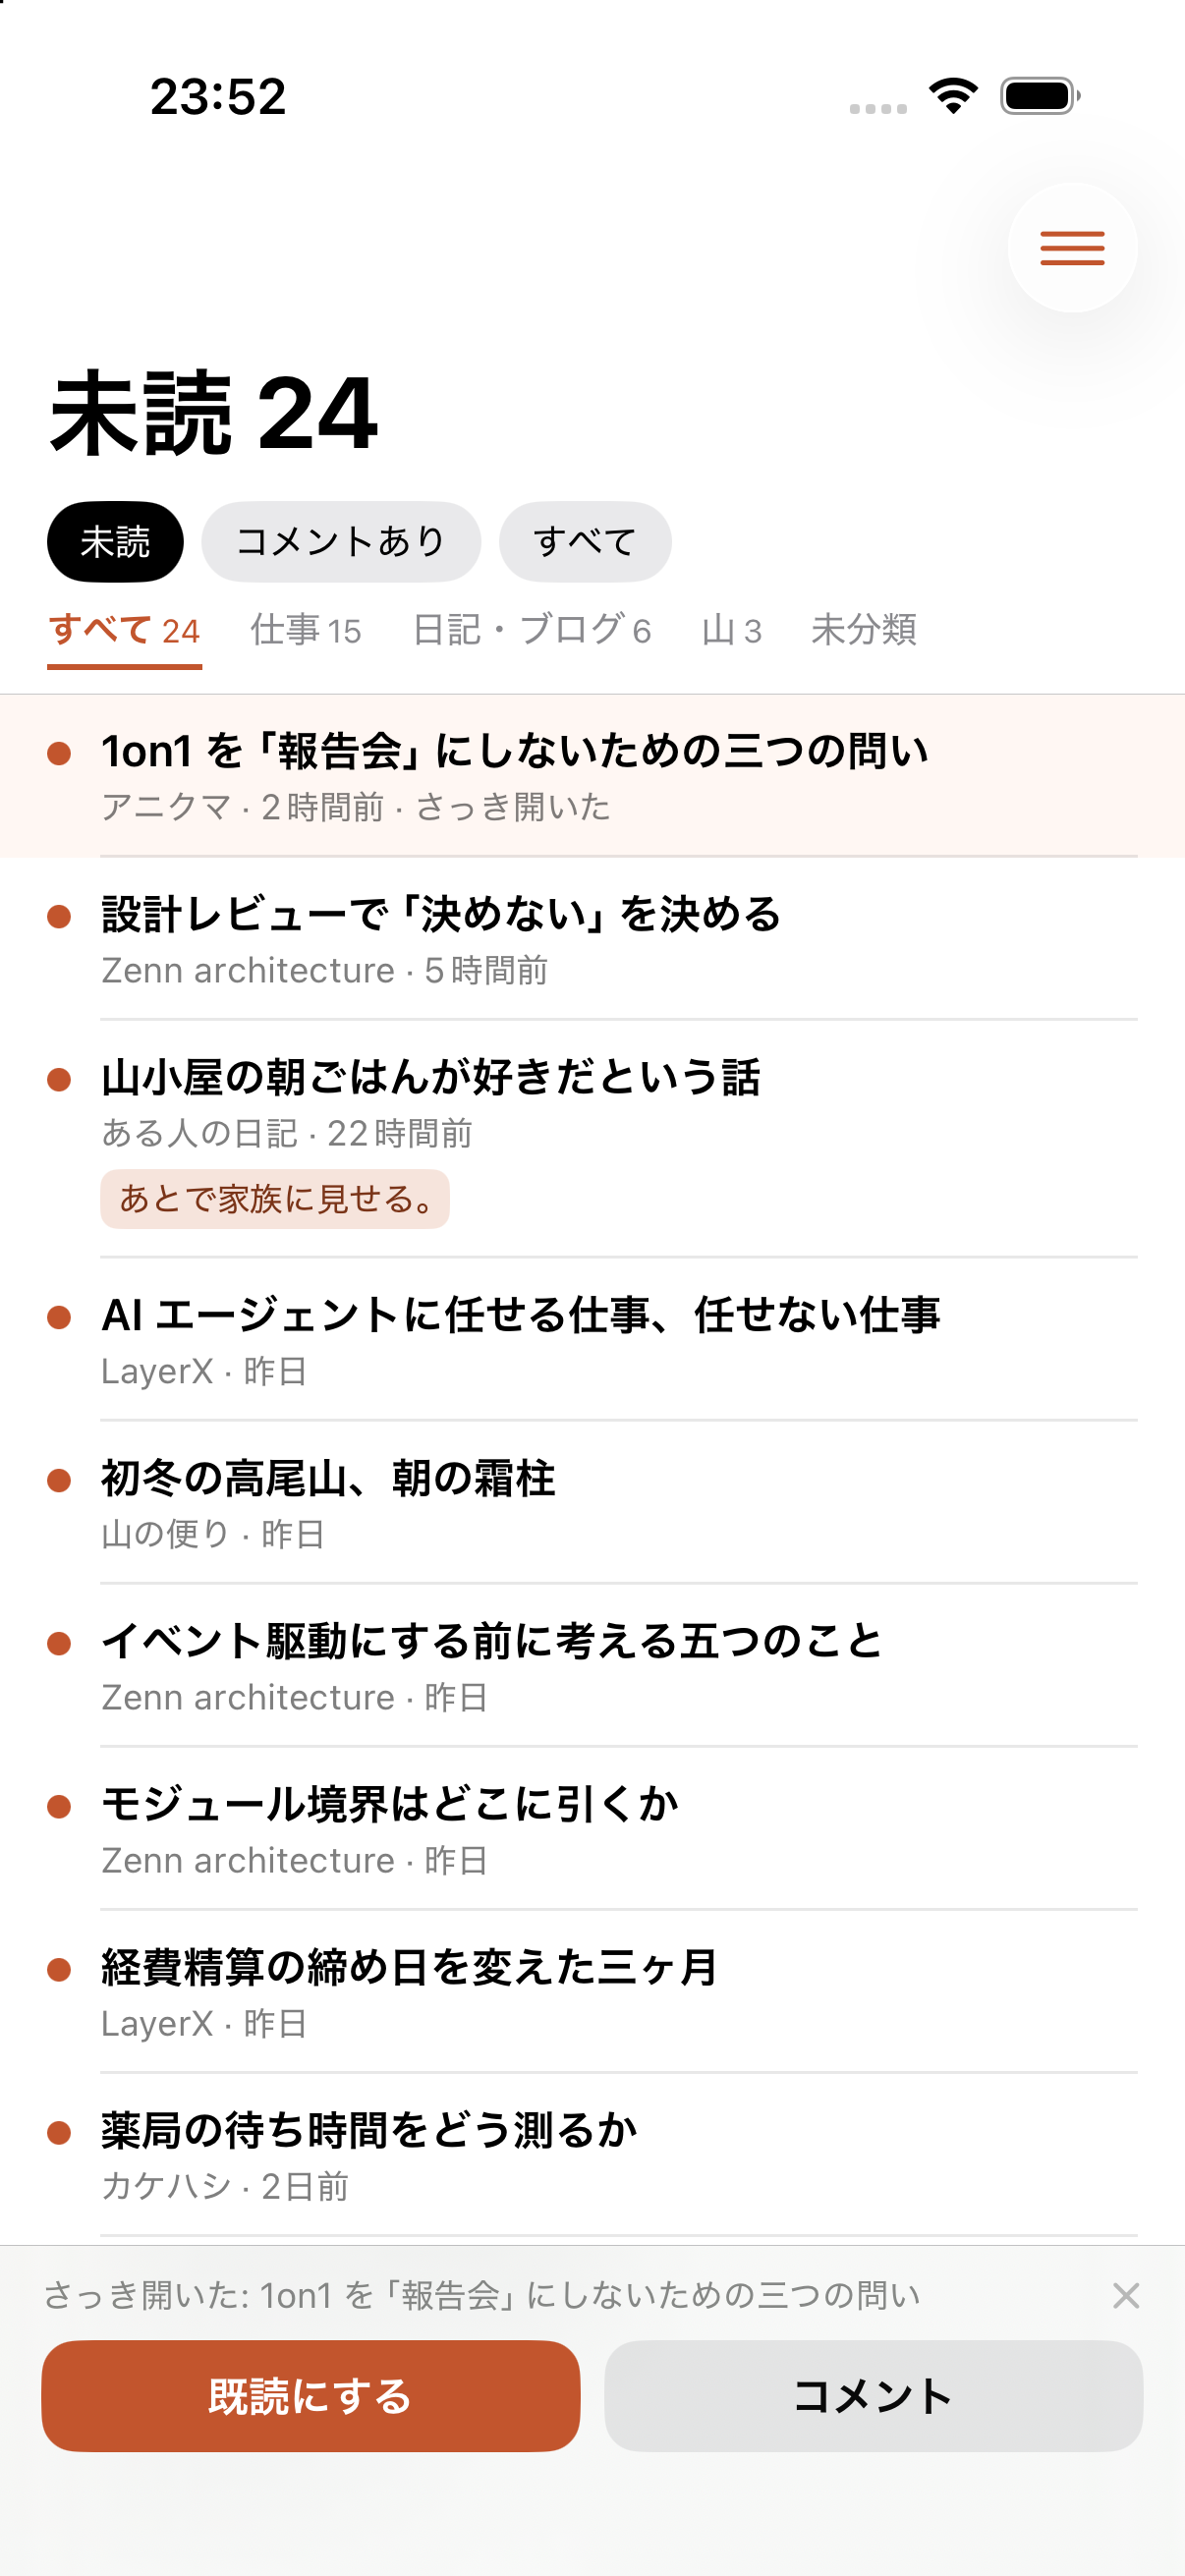 23:52
未読 24
未読 コメントあり すべて
すべて 24 仕事 15 日記・ブログ 6 山 3 未分類
1on1 を「報告会」にしないための三つの問い
アニクマ · 2 時間前 · さっき開いた
設計レビューで「決めない」を決める
Zenn architecture · 5 時間前
山小屋の朝ごはんが好きだという話
ある人の日記 · 22 時間前
あとで家族に見せる。
AI エージェントに任せる仕事、任せない仕事
LayerX · 昨日
初冬の高尾山、朝の霜柱
山の便り · 昨日
イベント駆動にする前に考える五つのこと
Zenn architecture · 昨日
モジュール境界はどこに引くか
Zenn architecture · 昨日
経費精算の締め日を変えた三ヶ月
LayerX · 昨日
薬局の待ち時間をどう測るか
カケハシ · 2日前
さっき開いた: 1on1 を「報告会」にしないための三つの問い
既読にする コメント